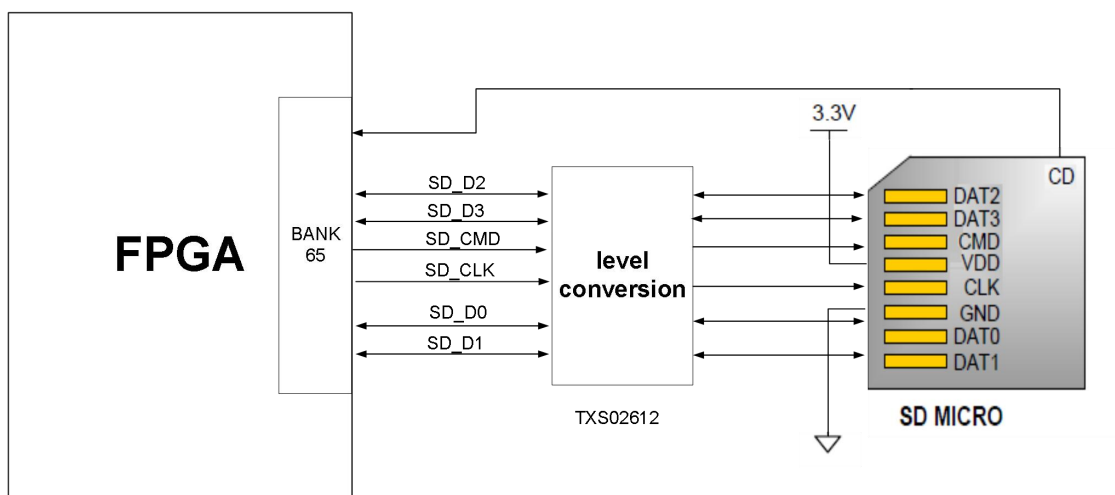 FPGA
BANK
65
SD_D2
SD_D3
SD_CMD
SD_CLK
SD_D0
SD_D1
level
conversion
TXS02612
3.3V
CD
DAT2
DAT3
CMD
VDD
CLK
GND
DAT0
DAT1
SD MICRO